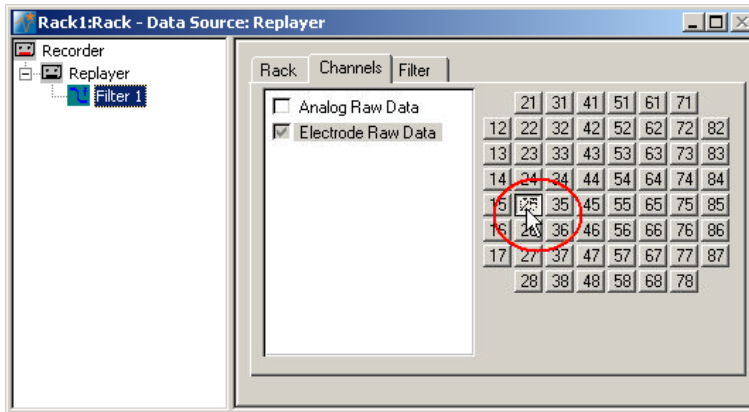 Rack1:Rack - Data Source: Replayer
Recorder
Replayer
Filter 1
Rack Channels Filter
Analog Raw Data
Electrode Raw Data
21 31 41 51 61 71
12 22 32 42 52 62 72 82
13 23 33 43 53 63 73 83
14 24 34 44 54 64 74 84
15 25 35 45 55 65 75 85
16 26 36 46 56 66 76 86
17 27 37 47 57 67 77 87
28 38 48 58 68 78